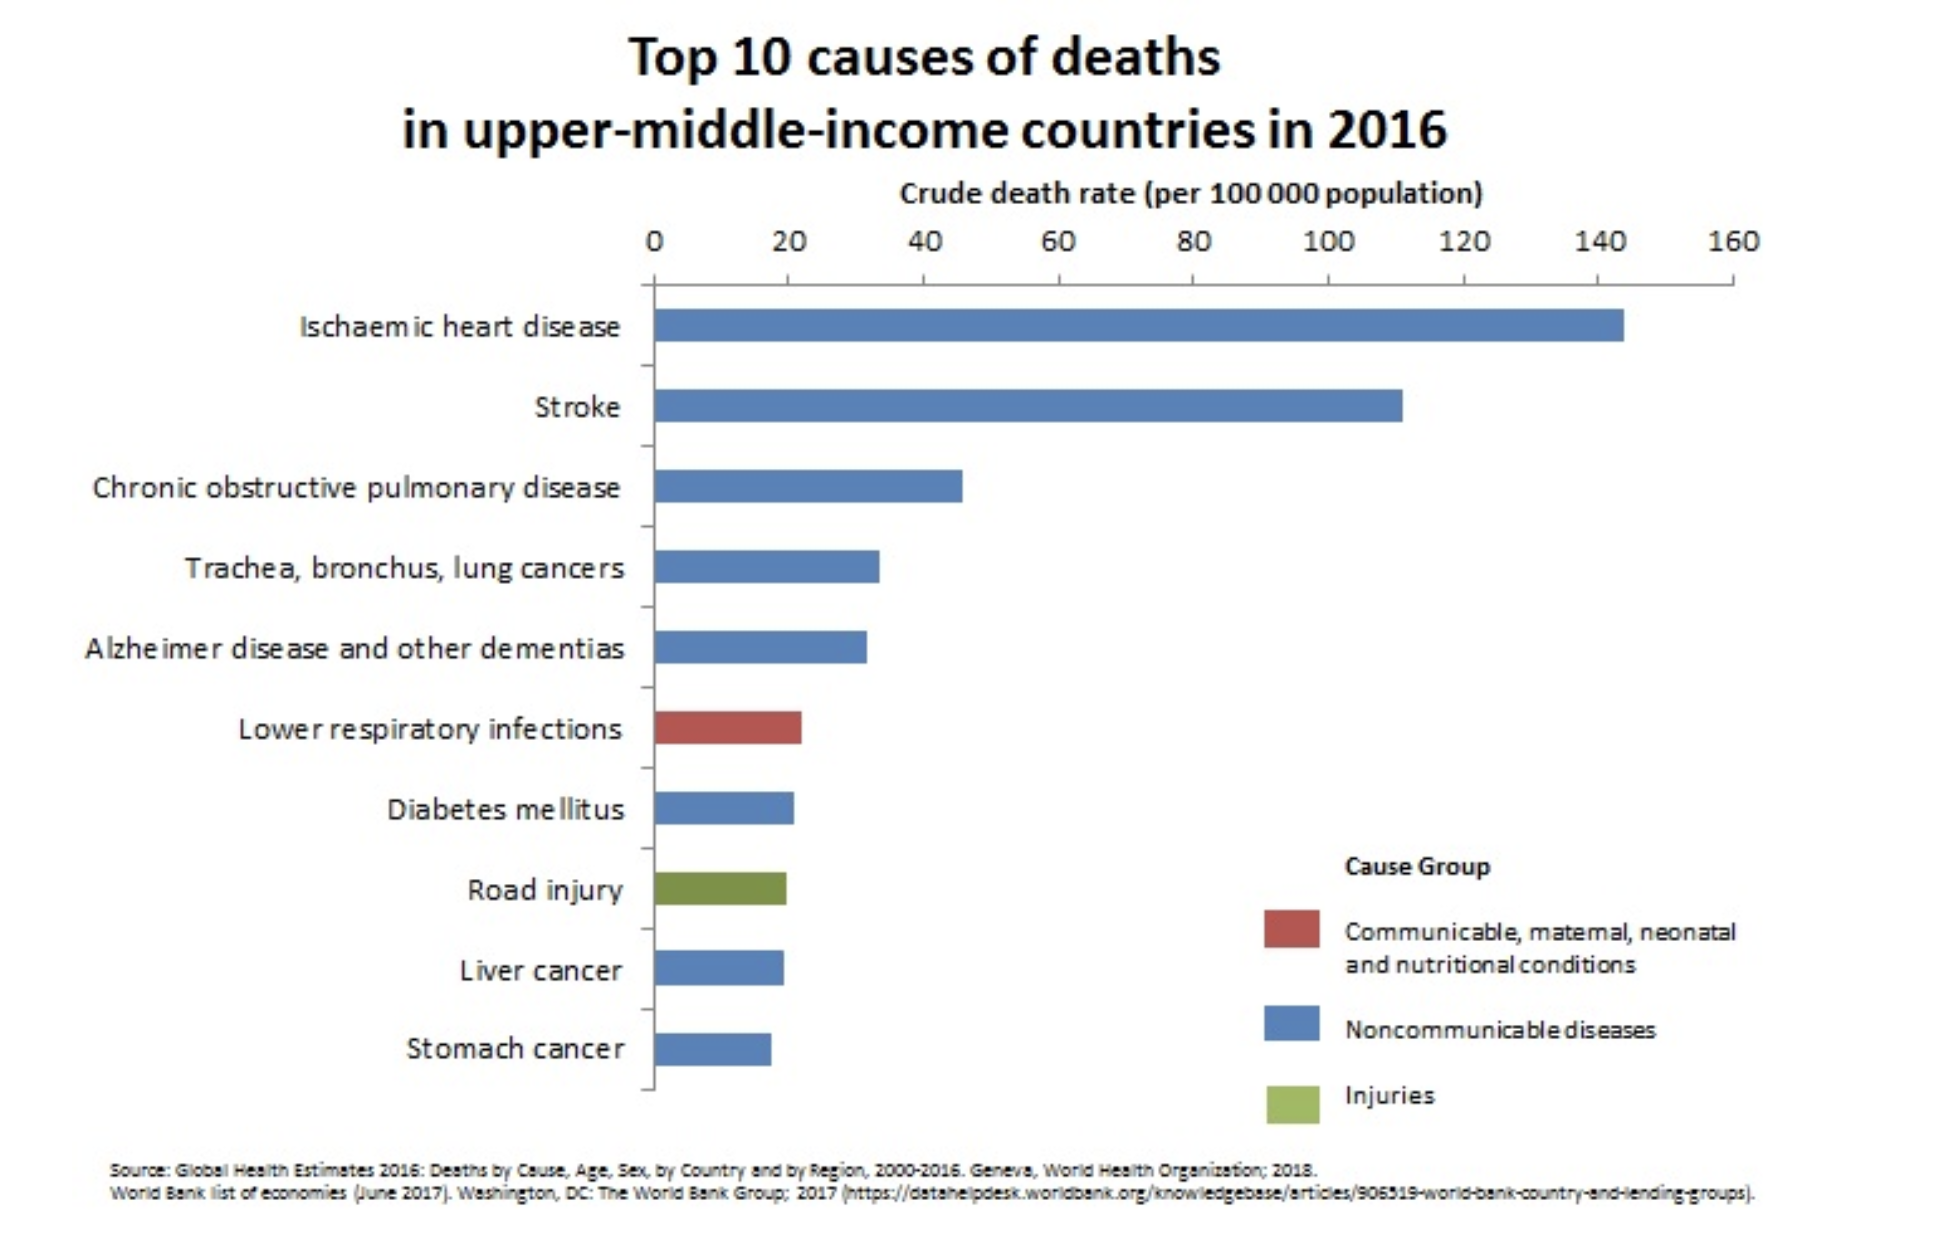 Top 10 causes of deaths
in upper-middle-income countries in 2016
Crude death rate (per 100 000 population)
0 20 40 60 80 100 120 140 160
Ischaemic heart disease
Stroke
Chronic obstructive pulmonary disease
Trachea, bronchus, lung cancers
Alzheimer disease and other dementias
Lower respiratory infections
Diabetes mellitus
Road injury
Liver cancer
Stomach cancer
Cause Group
Communicable, maternal, neonatal
and nutritional conditions
Noncommunicable diseases
Injuries
Source: Global Health Estimates 2016: Deaths by Cause, Age, Sex, by Country and by Region, 2000-2016. Geneva, World Health Organization; 2018.
World Bank list of economies (June 2017). Washington, DC: The World Bank Group; 2017 (https://datahelpdesk.worldbank.org/knowledgebase/articles/906519-world-bank-country-and-lending-groups).